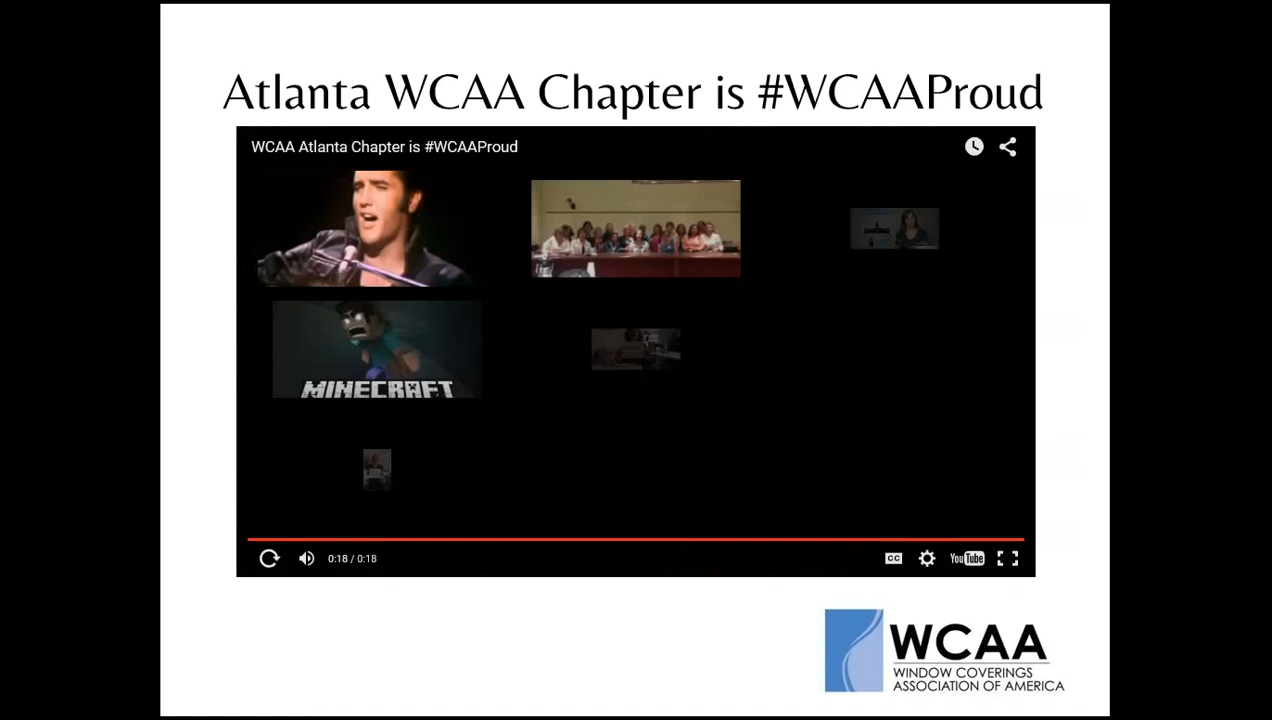 Atlanta WCAA Chapter is #WCAAProud
WCAA Atlanta Chapter is #WCAAProud
MINECRAFT
0:18 / 0:18
CC
YouTube
WCAA
WINDOW COVERINGS
ASSOCIATION OF AMERICA